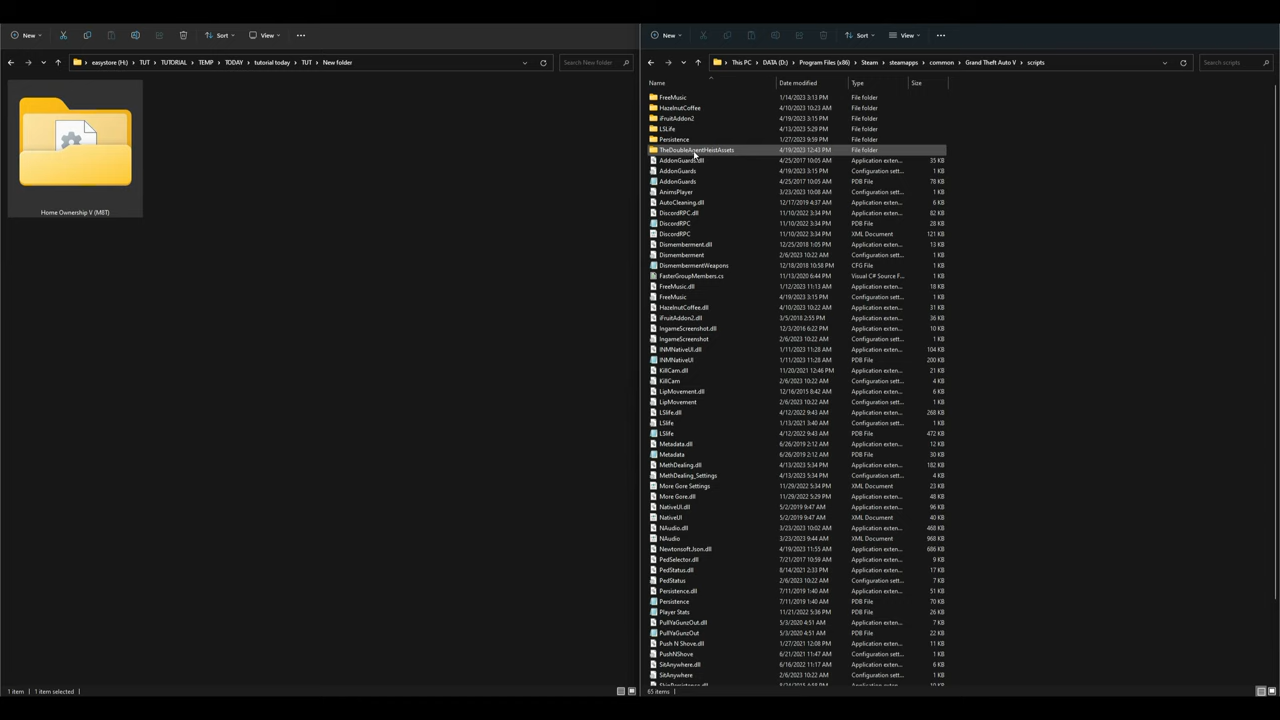 New Sort View
easystore (H:) TUT TUTORIAL TEMP TODAY tutorial today TUT New folder Search New folder
Home Ownership V (MBT)
1 item 1 item selected
New Sort View
This PC DATA (D:) Program Files (x86) Steam steamapps common Grand Theft Auto V scripts Search scripts
Name Date modified Type Size
FreeMusic 1/14/2023 3:13 PM File folder
HazelnutCoffee 4/10/2023 9:23 AM File folder
iFruitAddon2 4/19/2023 3:15 PM File folder
LSLife 4/13/2023 5:29 PM File folder
Persistence 1/27/2023 9:59 PM File folder
TheDoubleAgentHeistAssets 4/19/2023 12:43 PM File folder
AddonGuards.dll 4/25/2017 10:05 AM Application exten... 35 KB
AddonGuards 4/19/2023 3:15 PM Configuration sett... 1 KB
AddonGuards 4/25/2017 10:05 AM PDB File 78 KB
AnimsPlayer 3/23/2023 10:08 AM Configuration sett... 1 KB
AutoCleaning.dll 12/17/2019 4:37 AM Application exten... 6 KB
DiscordRPC.dll 11/10/2022 3:34 PM Application exten... 82 KB
DiscordRPC 11/10/2022 3:34 PM PDB File 28 KB
DiscordRPC 11/10/2022 3:34 PM XML Document 121 KB
Dismemberment.dll 12/25/2018 1:05 PM Application exten... 13 KB
Dismemberment 2/6/2023 10:22 AM Configuration sett... 1 KB
DismembermentWeapons 12/18/2018 10:58 PM CFG File 1 KB
FasterGroupMembers.cs 11/13/2020 6:44 PM Visual C# Source F... 1 KB
FreeMusic.dll 1/12/2023 11:13 AM Application exten... 18 KB
FreeMusic 4/19/2023 3:15 PM Configuration sett... 1 KB
HazelnutCoffee.dll 4/10/2023 10:22 AM Application exten... 31 KB
iFruitAddon2.dll 3/5/2018 2:55 PM Application exten... 36 KB
IngameScreenshot.dll 12/3/2016 6:22 PM Application exten... 10 KB
IngameScreenshot 2/6/2023 10:22 AM Configuration sett... 1 KB
INMNativeUI.dll 1/11/2023 11:28 AM Application exten... 104 KB
INMNativeUI 1/11/2023 11:28 AM PDB File 200 KB
KillCam.dll 11/20/2021 12:46 PM Application exten... 21 KB
KillCam 2/6/2023 10:22 AM Configuration sett... 4 KB
LipMovement.dll 12/16/2015 8:42 AM Application exten... 6 KB
LipMovement 2/6/2023 10:22 AM Configuration sett... 1 KB
LSlife.dll 4/12/2022 9:43 AM Application exten... 268 KB
LSlife 1/13/2021 3:40 AM Configuration sett... 1 KB
LSlife 4/12/2022 9:43 AM PDB File 472 KB
Metadata.dll 6/26/2019 2:12 AM Application exten... 12 KB
Metadata 6/26/2019 2:12 AM PDB File 30 KB
MethDealing.dll 4/13/2023 5:34 PM Application exten... 182 KB
MethDealing_Settings 4/13/2023 5:34 PM Configuration sett... 4 KB
More Gore Settings 11/29/2022 5:34 PM XML Document 23 KB
More Gore.dll 11/29/2022 5:29 PM Application exten... 48 KB
NativeUI.dll 5/2/2019 9:47 AM Application exten... 96 KB
NativeUI 5/2/2019 9:47 AM XML Document 40 KB
NAudio.dll 3/23/2023 10:02 AM Application exten... 468 KB
NAudio 3/23/2023 9:44 AM XML Document 968 KB
Newtonsoft.Json.dll 4/19/2023 11:55 AM Application exten... 686 KB
PedSelector.dll 7/21/2017 10:59 AM Application exten... 9 KB
PedStatus.dll 8/14/2021 2:33 PM Application exten... 17 KB
PedStatus 2/6/2023 10:22 AM Configuration sett... 7 KB
Persistence.dll 7/11/2019 1:40 AM Application exten... 51 KB
Persistence 7/11/2019 1:40 AM PDB File 70 KB
Player Stats 11/21/2022 5:36 PM PDB File 26 KB
PullYaGunzOut.dll 5/3/2020 4:51 AM Application exten... 7 KB
PullYaGunzOut 5/3/2020 4:51 AM PDB File 22 KB
Push N Shove.dll 1/27/2021 12:08 PM Application exten... 11 KB
PushNShove 6/21/2021 11:47 AM Configuration sett... 1 KB
SitAnywhere.dll 6/16/2022 11:17 AM Application exten... 6 KB
SitAnywhere 2/6/2023 10:22 AM Configuration sett... 1 KB
65 items